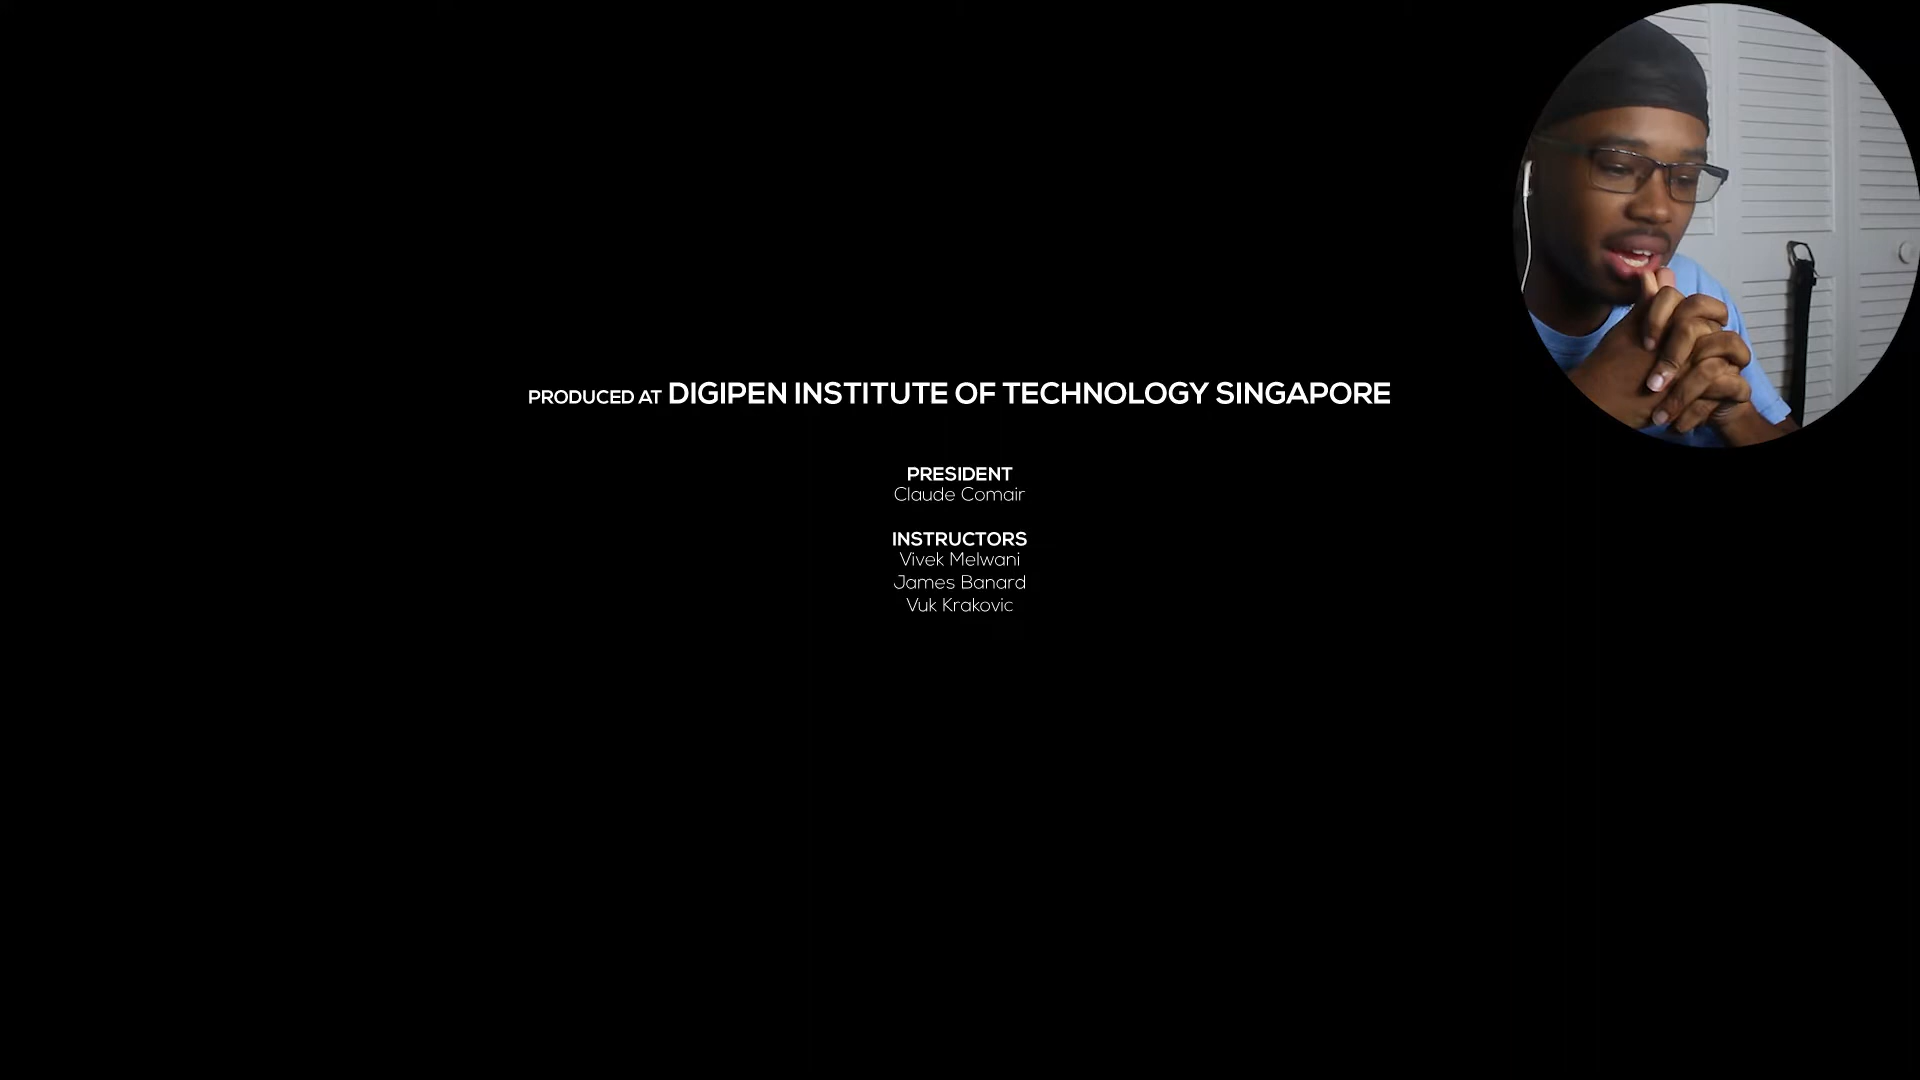 PRODUCED AT DIGIPEN INSTITUTE OF TECHNOLOGY SINGAPORE
PRESIDENT
Claude Comair
INSTRUCTORS
Vivek Melwani
James Banard
Vuk Krakovic